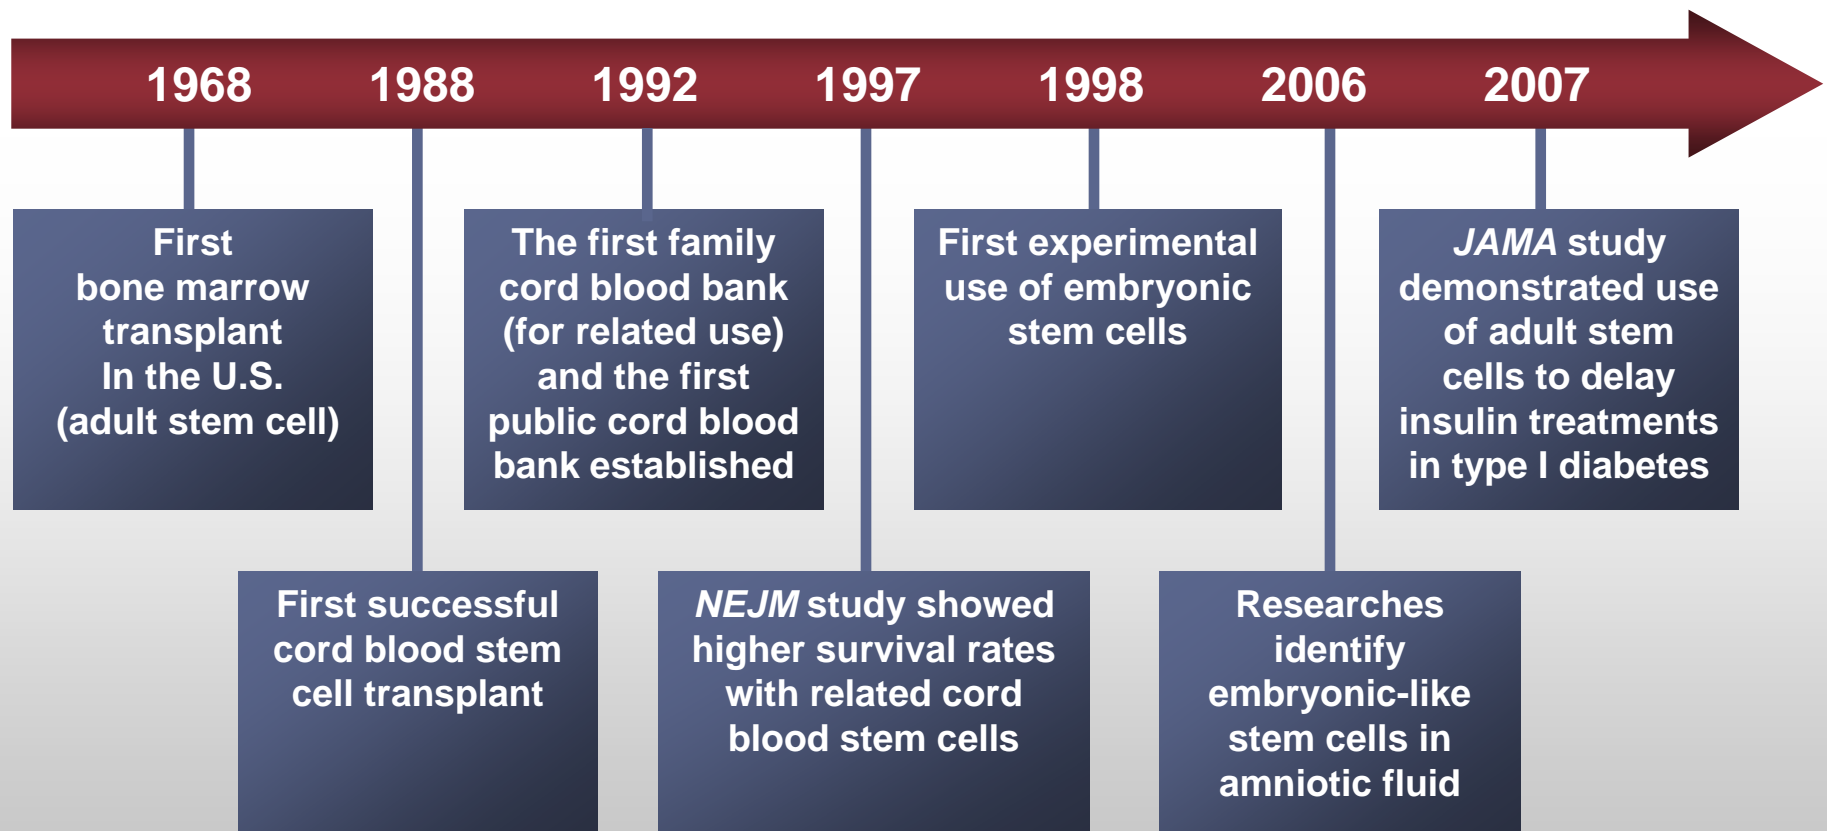 1968 1988 1992 1997 1998 2006 2007
First
bone marrow
transplant
In the U.S.
(adult stem cell)
The first family
cord blood bank
(for related use)
and the first
public cord blood
bank established
First experimental
use of embryonic
stem cells
JAMA study
demonstrated use
of adult stem
cells to delay
insulin treatments
in type I diabetes
First successful
cord blood stem
cell transplant
NEJM study showed
higher survival rates
with related cord
blood stem cells
Researches
identify
embryonic-like
stem cells in
amniotic fluid